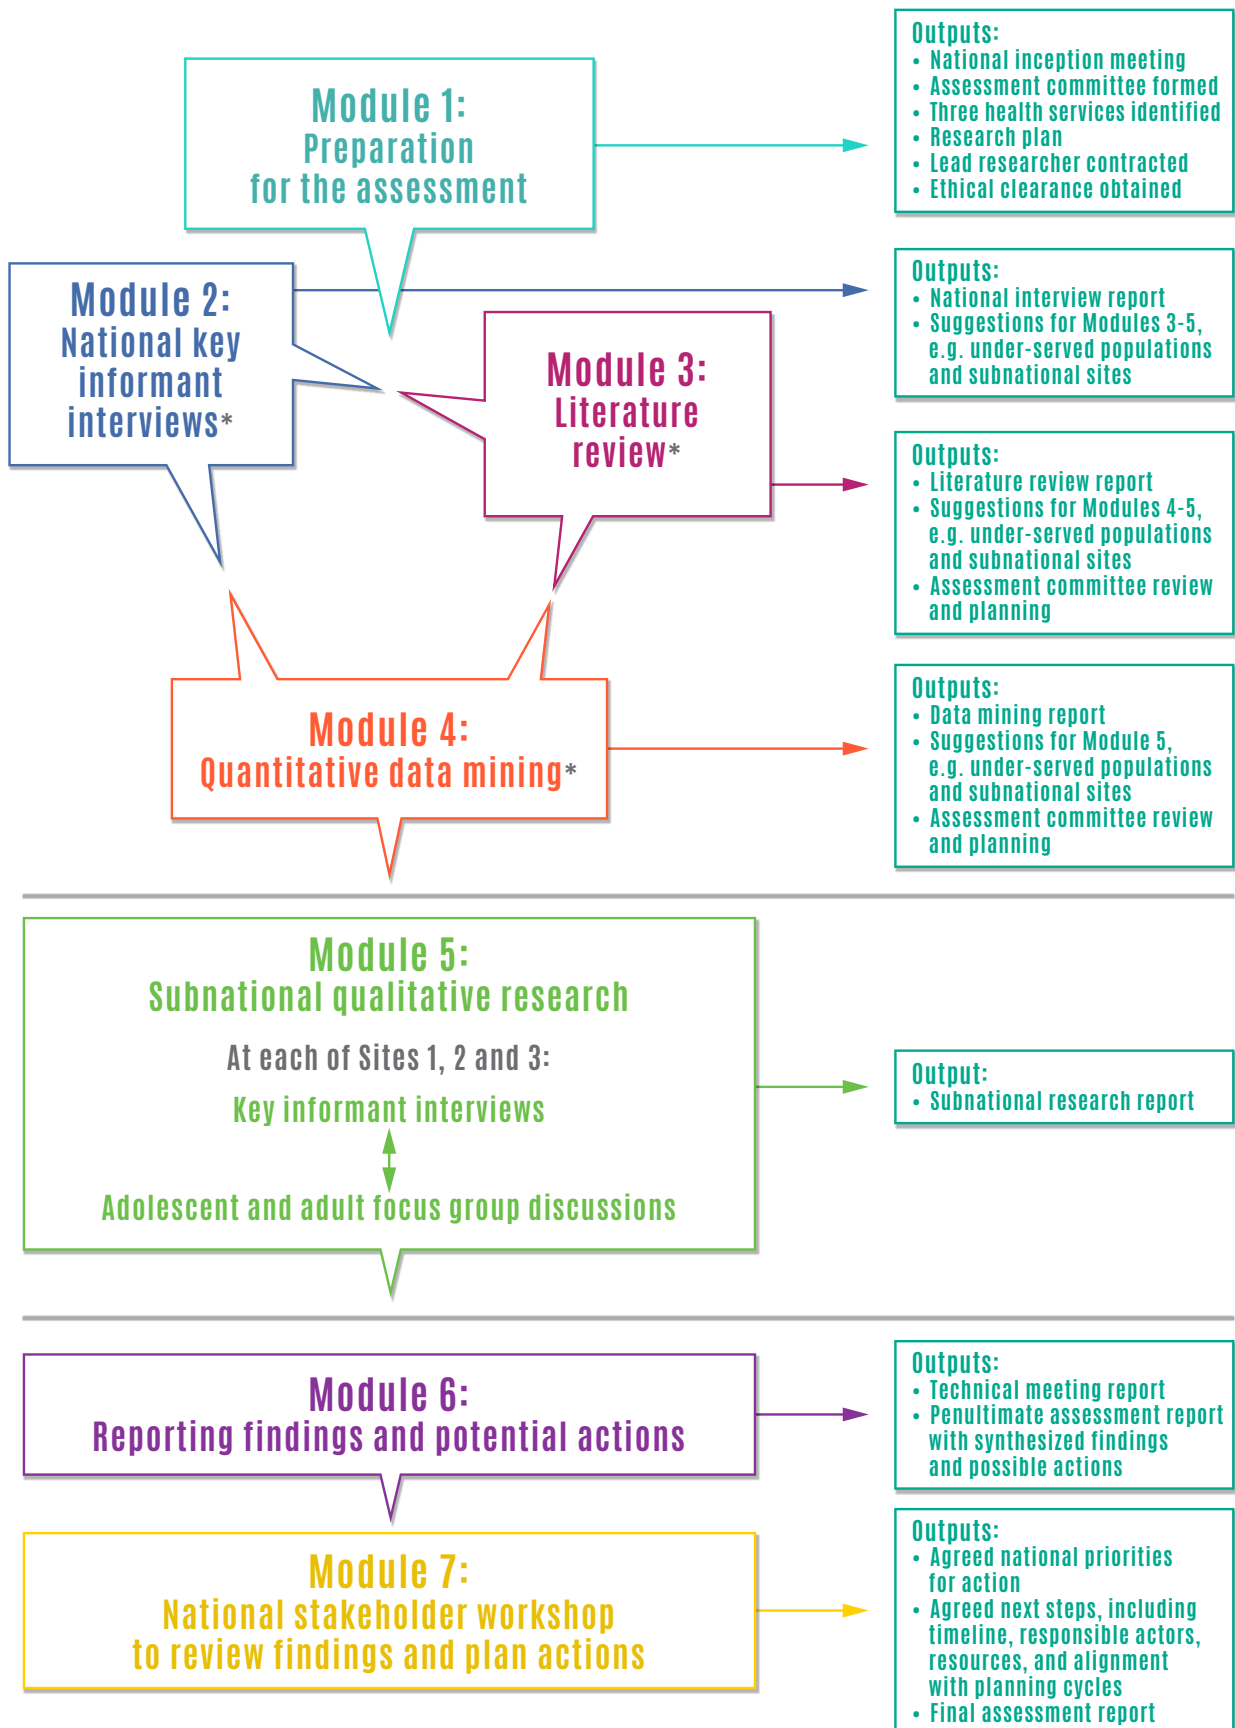 Module 1:
Preparation
for the assessment
Outputs:
• National inception meeting
• Assessment committee formed
• Three health services identified
• Research plan
• Lead researcher contracted
• Ethical clearance obtained
Module 2:
National key
informant
interviews*
Outputs:
• National interview report
• Suggestions for Modules 3-5,
e.g. under-served populations
and subnational sites
Module 3:
Literature
review*
Outputs:
• Literature review report
• Suggestions for Modules 4-5,
e.g. under-served populations
and subnational sites
• Assessment committee review
and planning
Module 4:
Quantitative data mining*
Outputs:
• Data mining report
• Suggestions for Module 5,
e.g. under-served populations
and subnational sites
• Assessment committee review
and planning
Module 5:
Subnational qualitative research
At each of Sites 1, 2 and 3:
Key informant interviews
Adolescent and adult focus group discussions
Output:
• Subnational research report
Module 6:
Reporting findings and potential actions
Outputs:
• Technical meeting report
• Penultimate assessment report
with synthesized findings
and possible actions
Module 7:
National stakeholder workshop
to review findings and plan actions
Outputs:
• Agreed national priorities
for action
• Agreed next steps, including
timeline, responsible actors,
resources, and alignment
with planning cycles
• Final assessment report